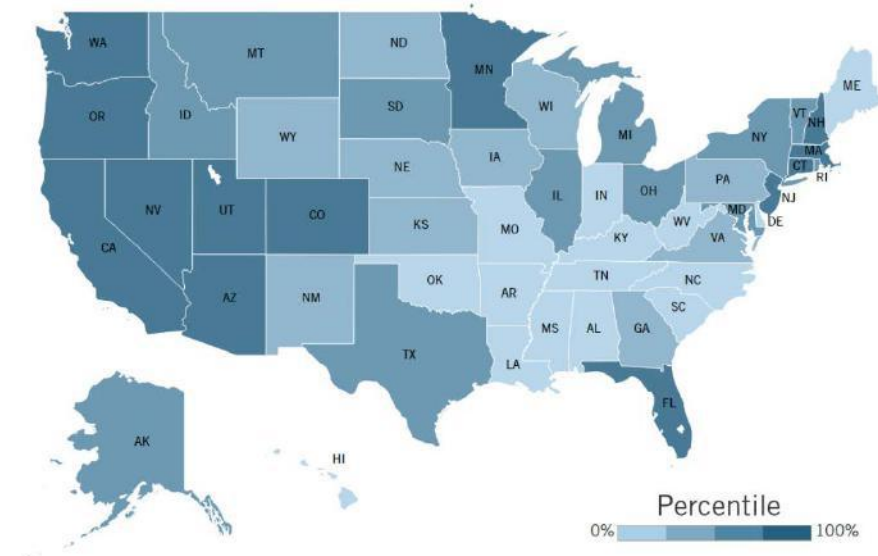 WA
MT
ND
MN
ME
OR
ID
SD
WI
VT
NH
WY
MI
NY
MA
IA
CT
RI
NE
PA
NV
UT
CO
IL
IN
OH
NJ
MD
DE
CA
KS
MO
WV
VA
KY
OK
TN
NC
AZ
NM
AR
SC
MS
AL
GA
TX
LA
FL
AK
HI
Percentile
0%
100%